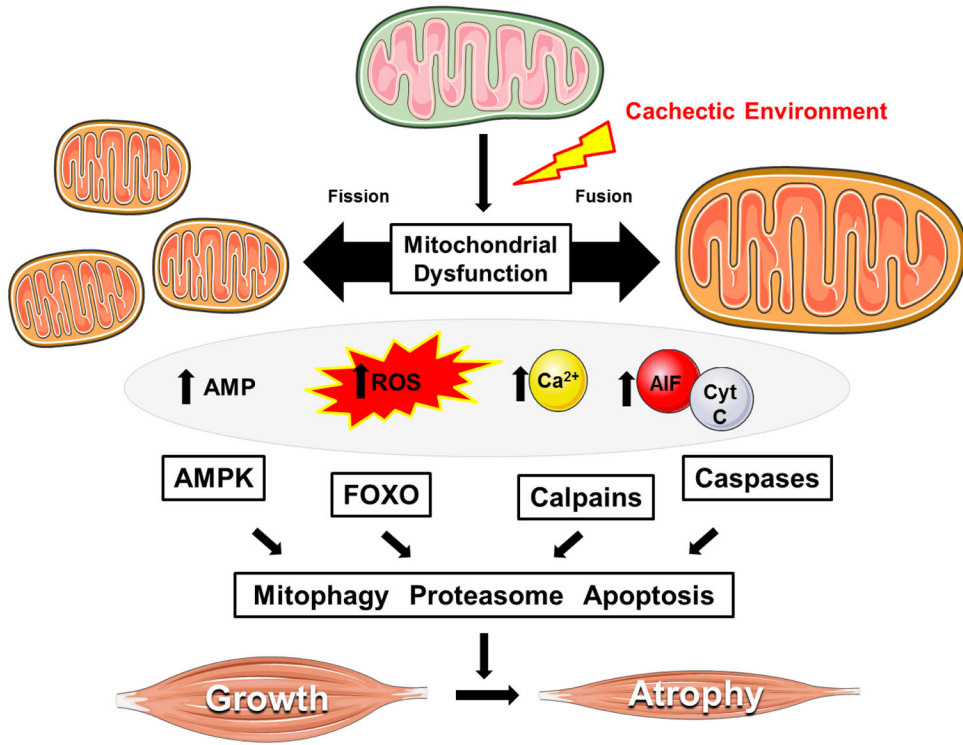 Cachectic Environment
Fission
Fusion
Mitochondrial
Dysfunction
AMP
ROS
Ca²⁺
AIF
Cyt
C
AMPK
FOXO
Calpains
Caspases
Mitophagy Proteasome Apoptosis
Growth
Atrophy